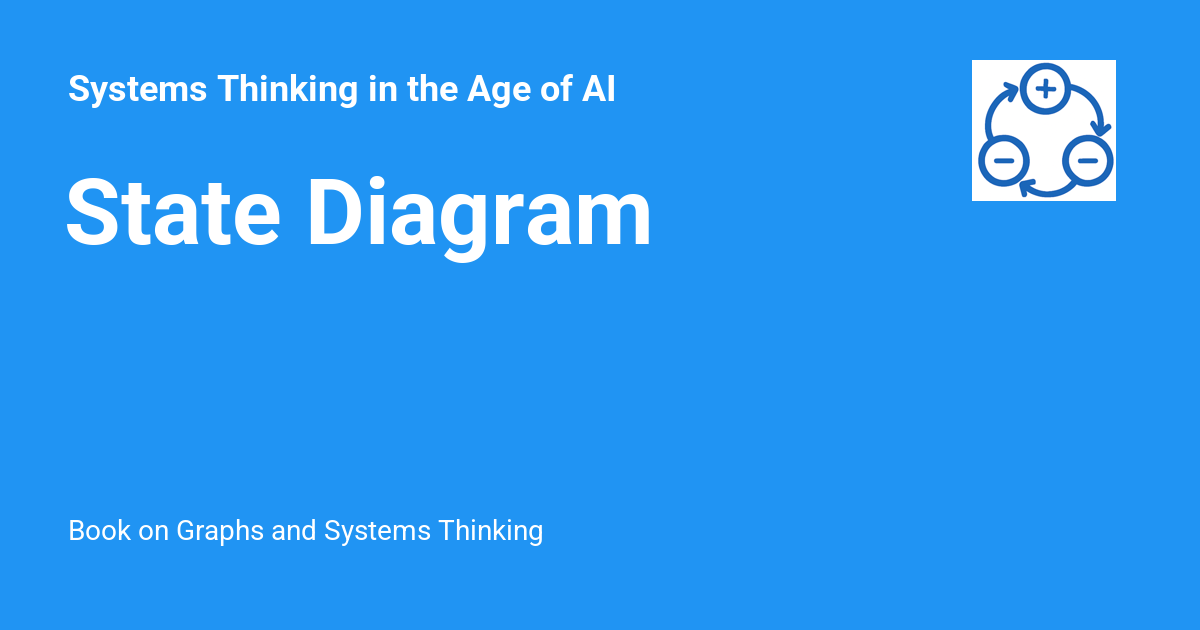 Systems Thinking in the Age of AI
State Diagram
Book on Graphs and Systems Thinking